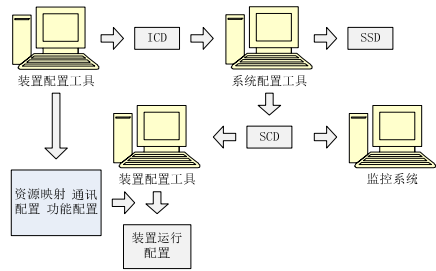 ICD
SSD
装置配置工具
系统配置工具
SCD
装置配置工具
监控系统
资源映射 通讯
配置 功能配置
装置运行
配置